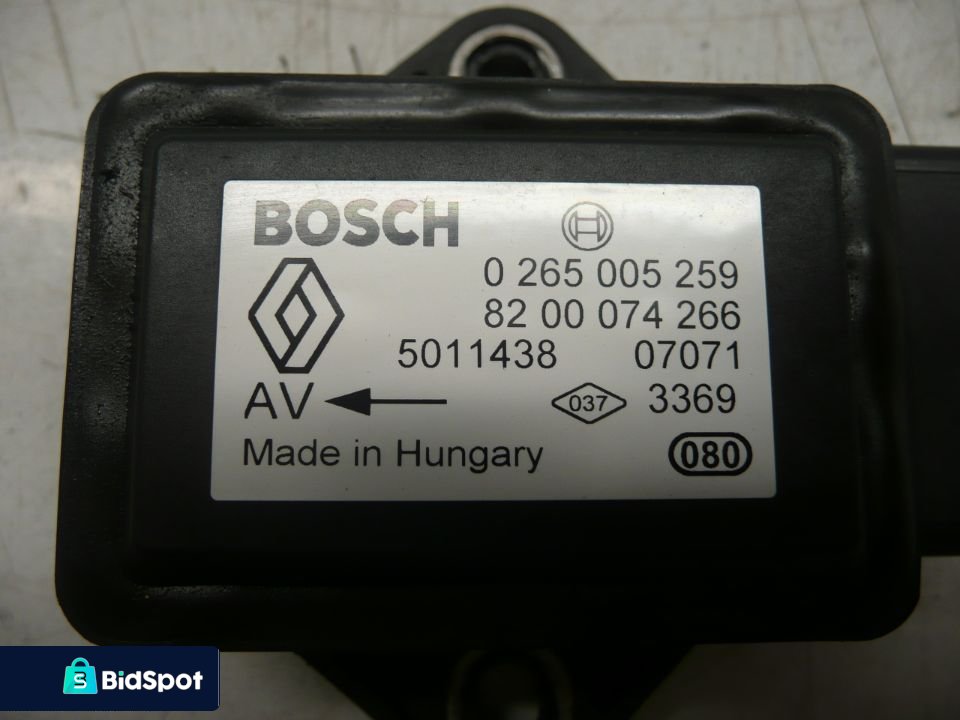 BOSCH
0 265 005 259
82 00 074 266
5011438 07071
AV 037 3369
Made in Hungary 080
BidSpot